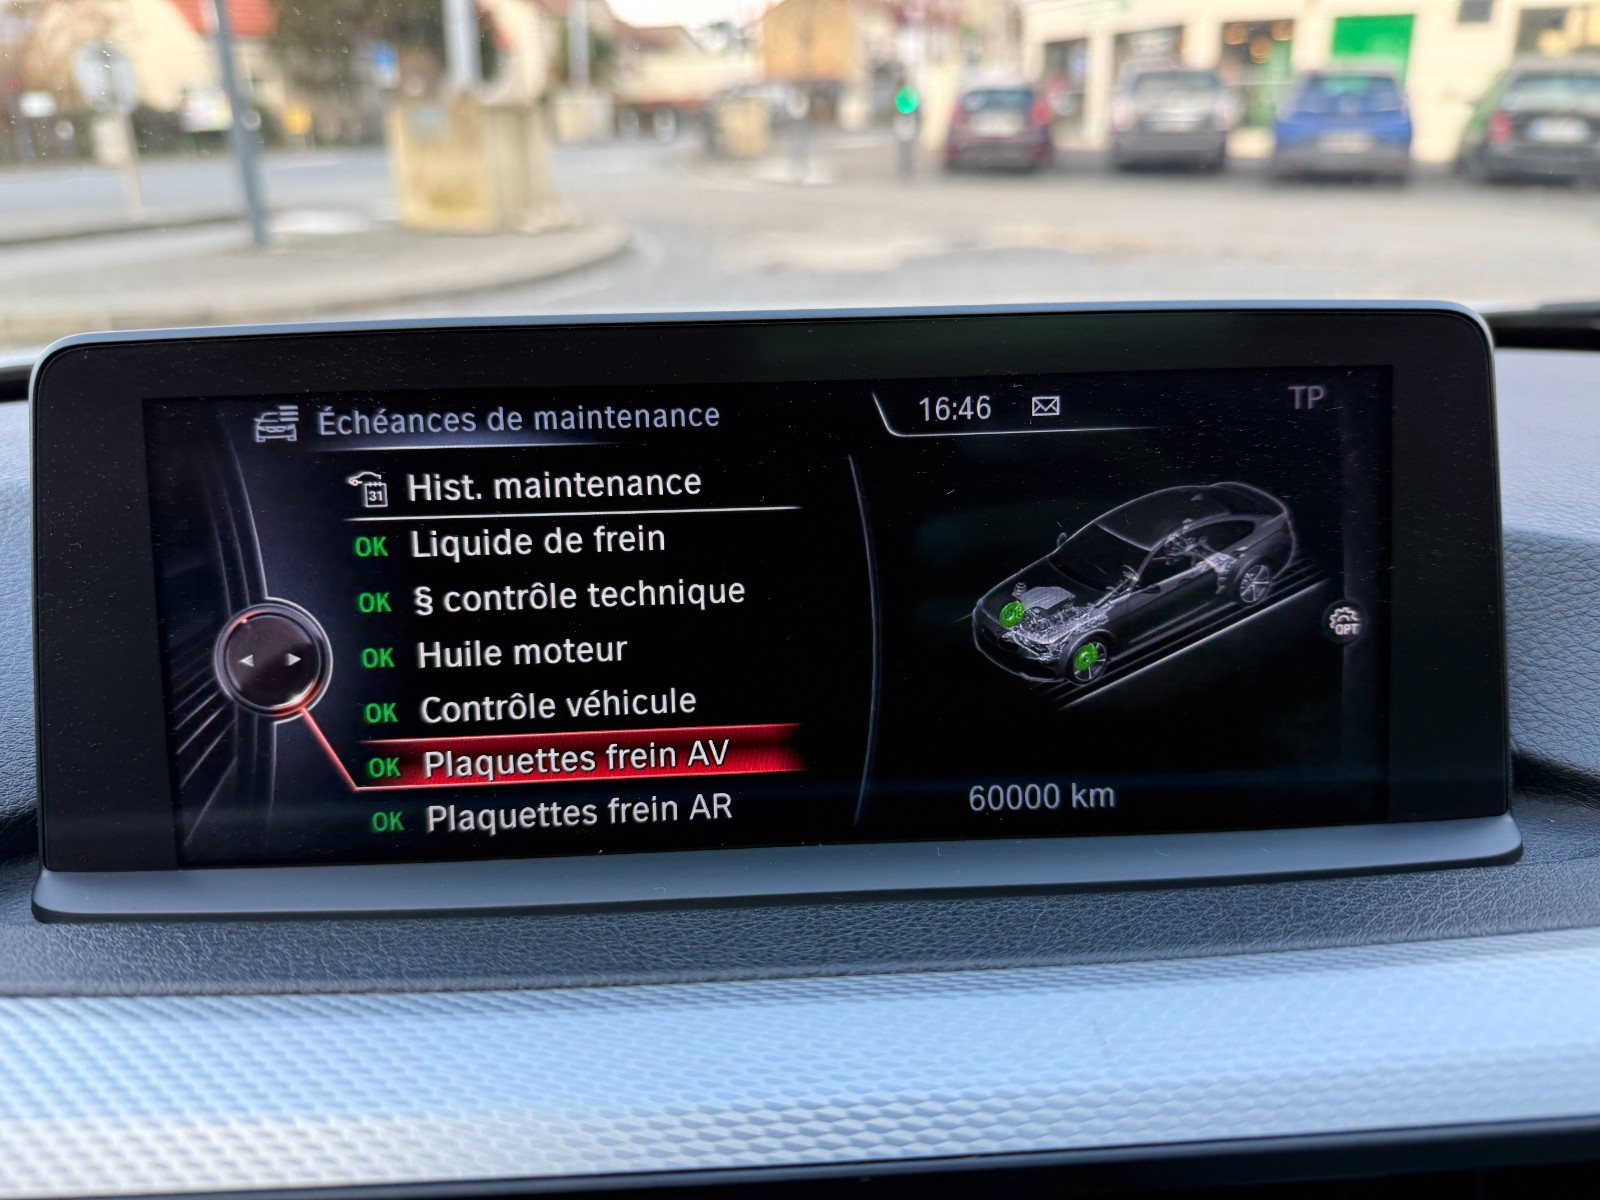 Échéances de maintenance
16:46
TP
31
Hist. maintenance
OK Liquide de frein
OK § contrôle technique
OK Huile moteur
OK Contrôle véhicule
OK Plaquettes frein AV
OK Plaquettes frein AR
OPT
60000 km